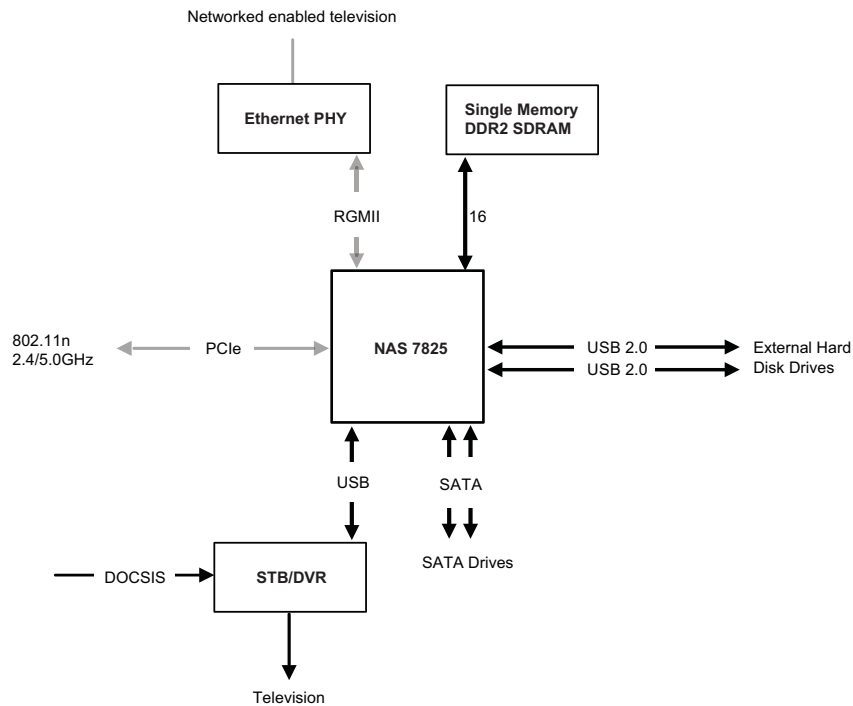 Networked enabled television
Ethernet PHY
Single Memory
DDR2 SDRAM
RGMII
16
802.11n
2.4/5.0GHz
PCIe
NAS 7825
USB 2.0
USB 2.0
External Hard
Disk Drives
USB
SATA
SATA Drives
DOCSIS
STB/DVR
Television